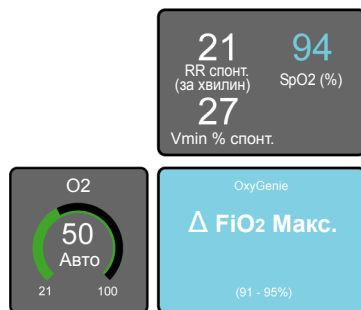 21
RR спонт.
(за хвилин)
27
Vmin % спонт.
94
SpO2 (%)
O2
50
Авто
21 100
OxyGenie
Δ FiO2 Макс.
(91 - 95%)